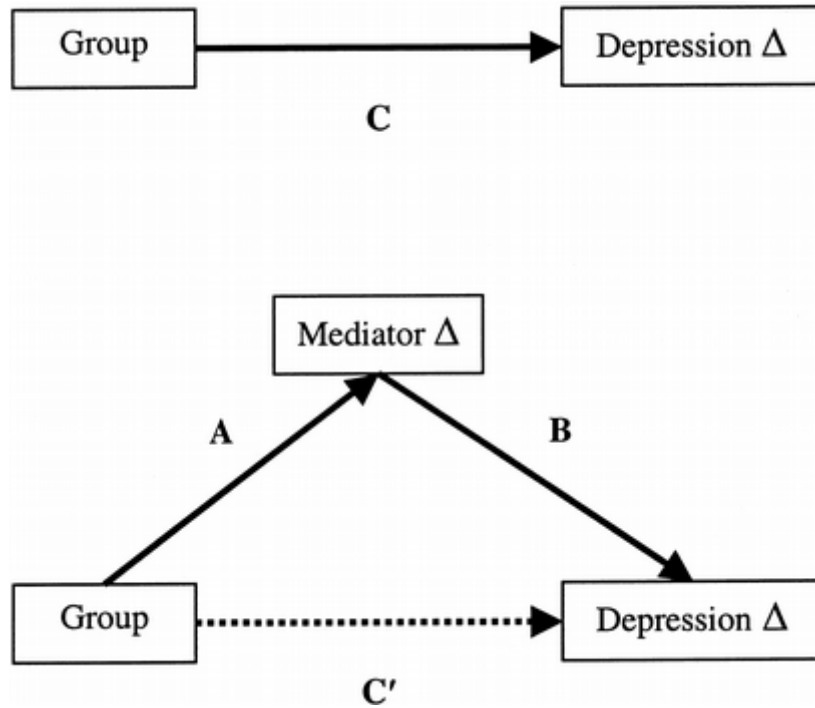 Group
Depression Δ
C
Mediator Δ
A
B
Group
Depression Δ
C′